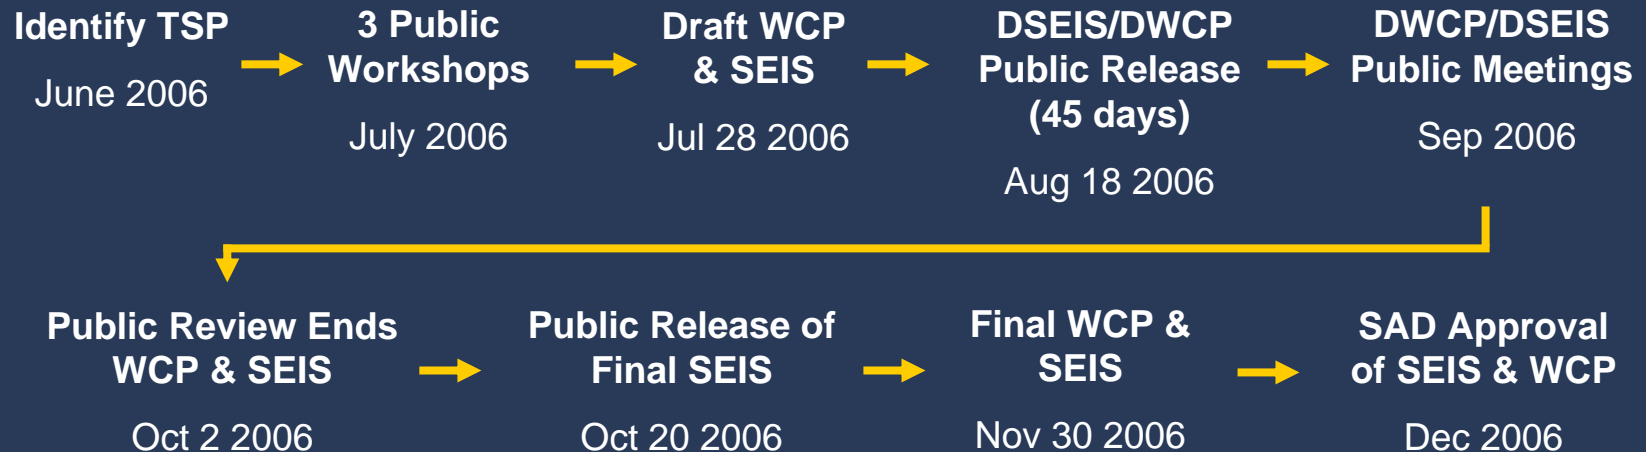 Identify TSP
June 2006
3 Public
Workshops
July 2006
Draft WCP
& SEIS
Jul 28 2006
DSEIS/DWCP
Public Release
(45 days)
Aug 18 2006
DWCP/DSEIS
Public Meetings
Sep 2006
Public Review Ends
WCP & SEIS
Oct 2 2006
Public Release of
Final SEIS
Oct 20 2006
Final WCP &
SEIS
Nov 30 2006
SAD Approval
of SEIS & WCP
Dec 2006